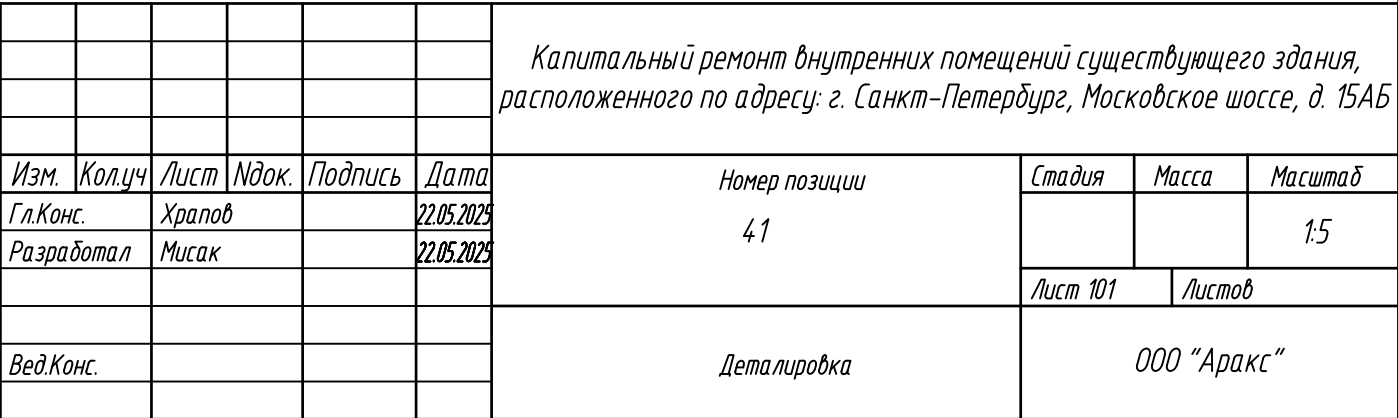 Капитальный ремонт внутренних помещений существующего здания,
расположенного по адресу: г. Санкт-Петербург, Московское шоссе, д. 15АБ
Изм. Кол.уч Лист Nдок. Подпись Дата
Номер позиции
41
Стадия Масса Масштаб
1:5
Гл.Конс. Храпов 22.05.2025
Разработал Мисак 22.05.2025
Лист 101 Листов
Вед.Конс.
Деталировка
ООО "Аракс"